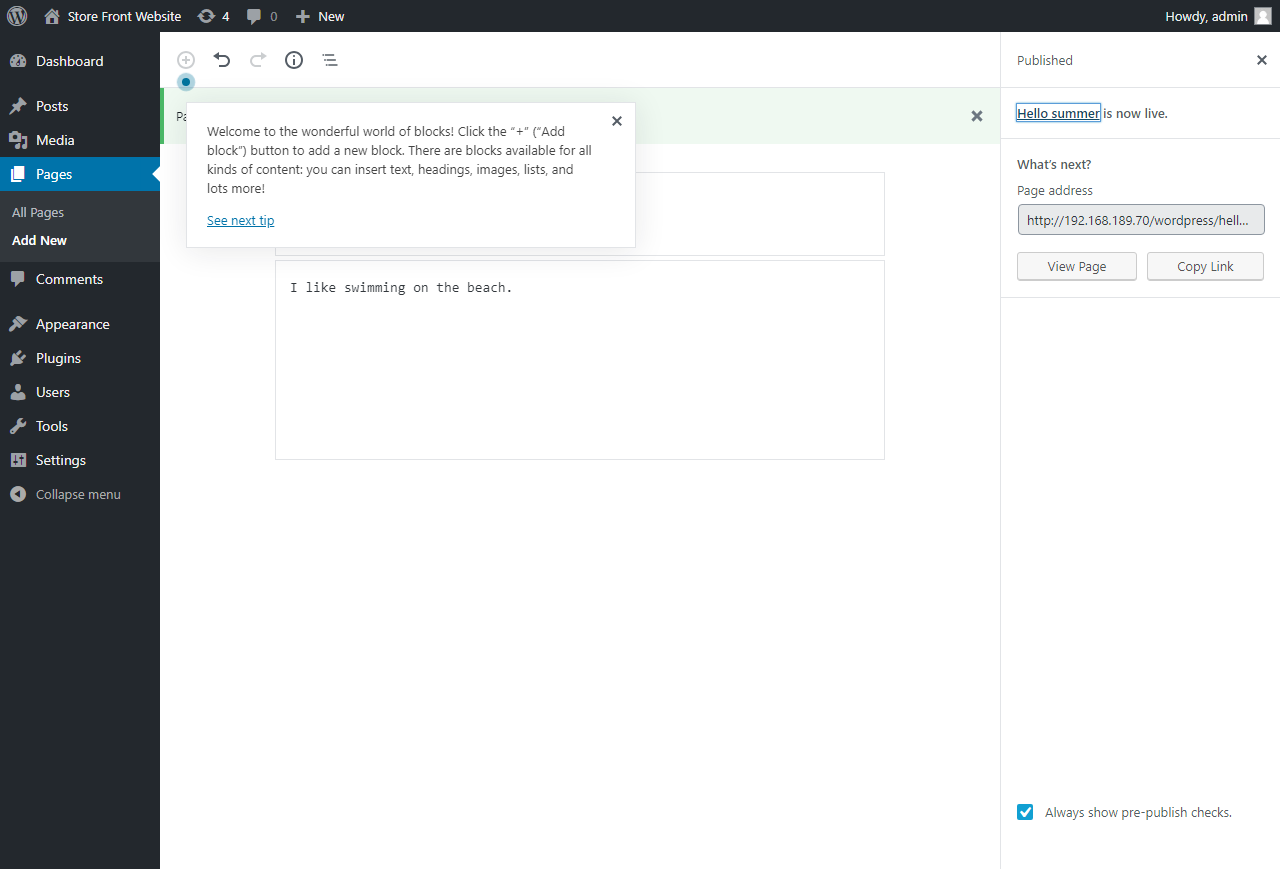 Store Front Website 4 0 New Howdy, admin
Dashboard
Posts
Media
Pages
All Pages
Add New
Comments
Appearance
Plugins
Users
Tools
Settings
Collapse menu
Welcome to the wonderful world of blocks! Click the “+” (“Add
block”) button to add a new block. There are blocks available for all
kinds of content: you can insert text, headings, images, lists, and
lots more!
See next tip
I like swimming on the beach.
Published
Hello summer is now live.
What’s next?
Page address
http://192.168.189.70/wordpress/hell...
View Page Copy Link
Always show pre-publish checks.